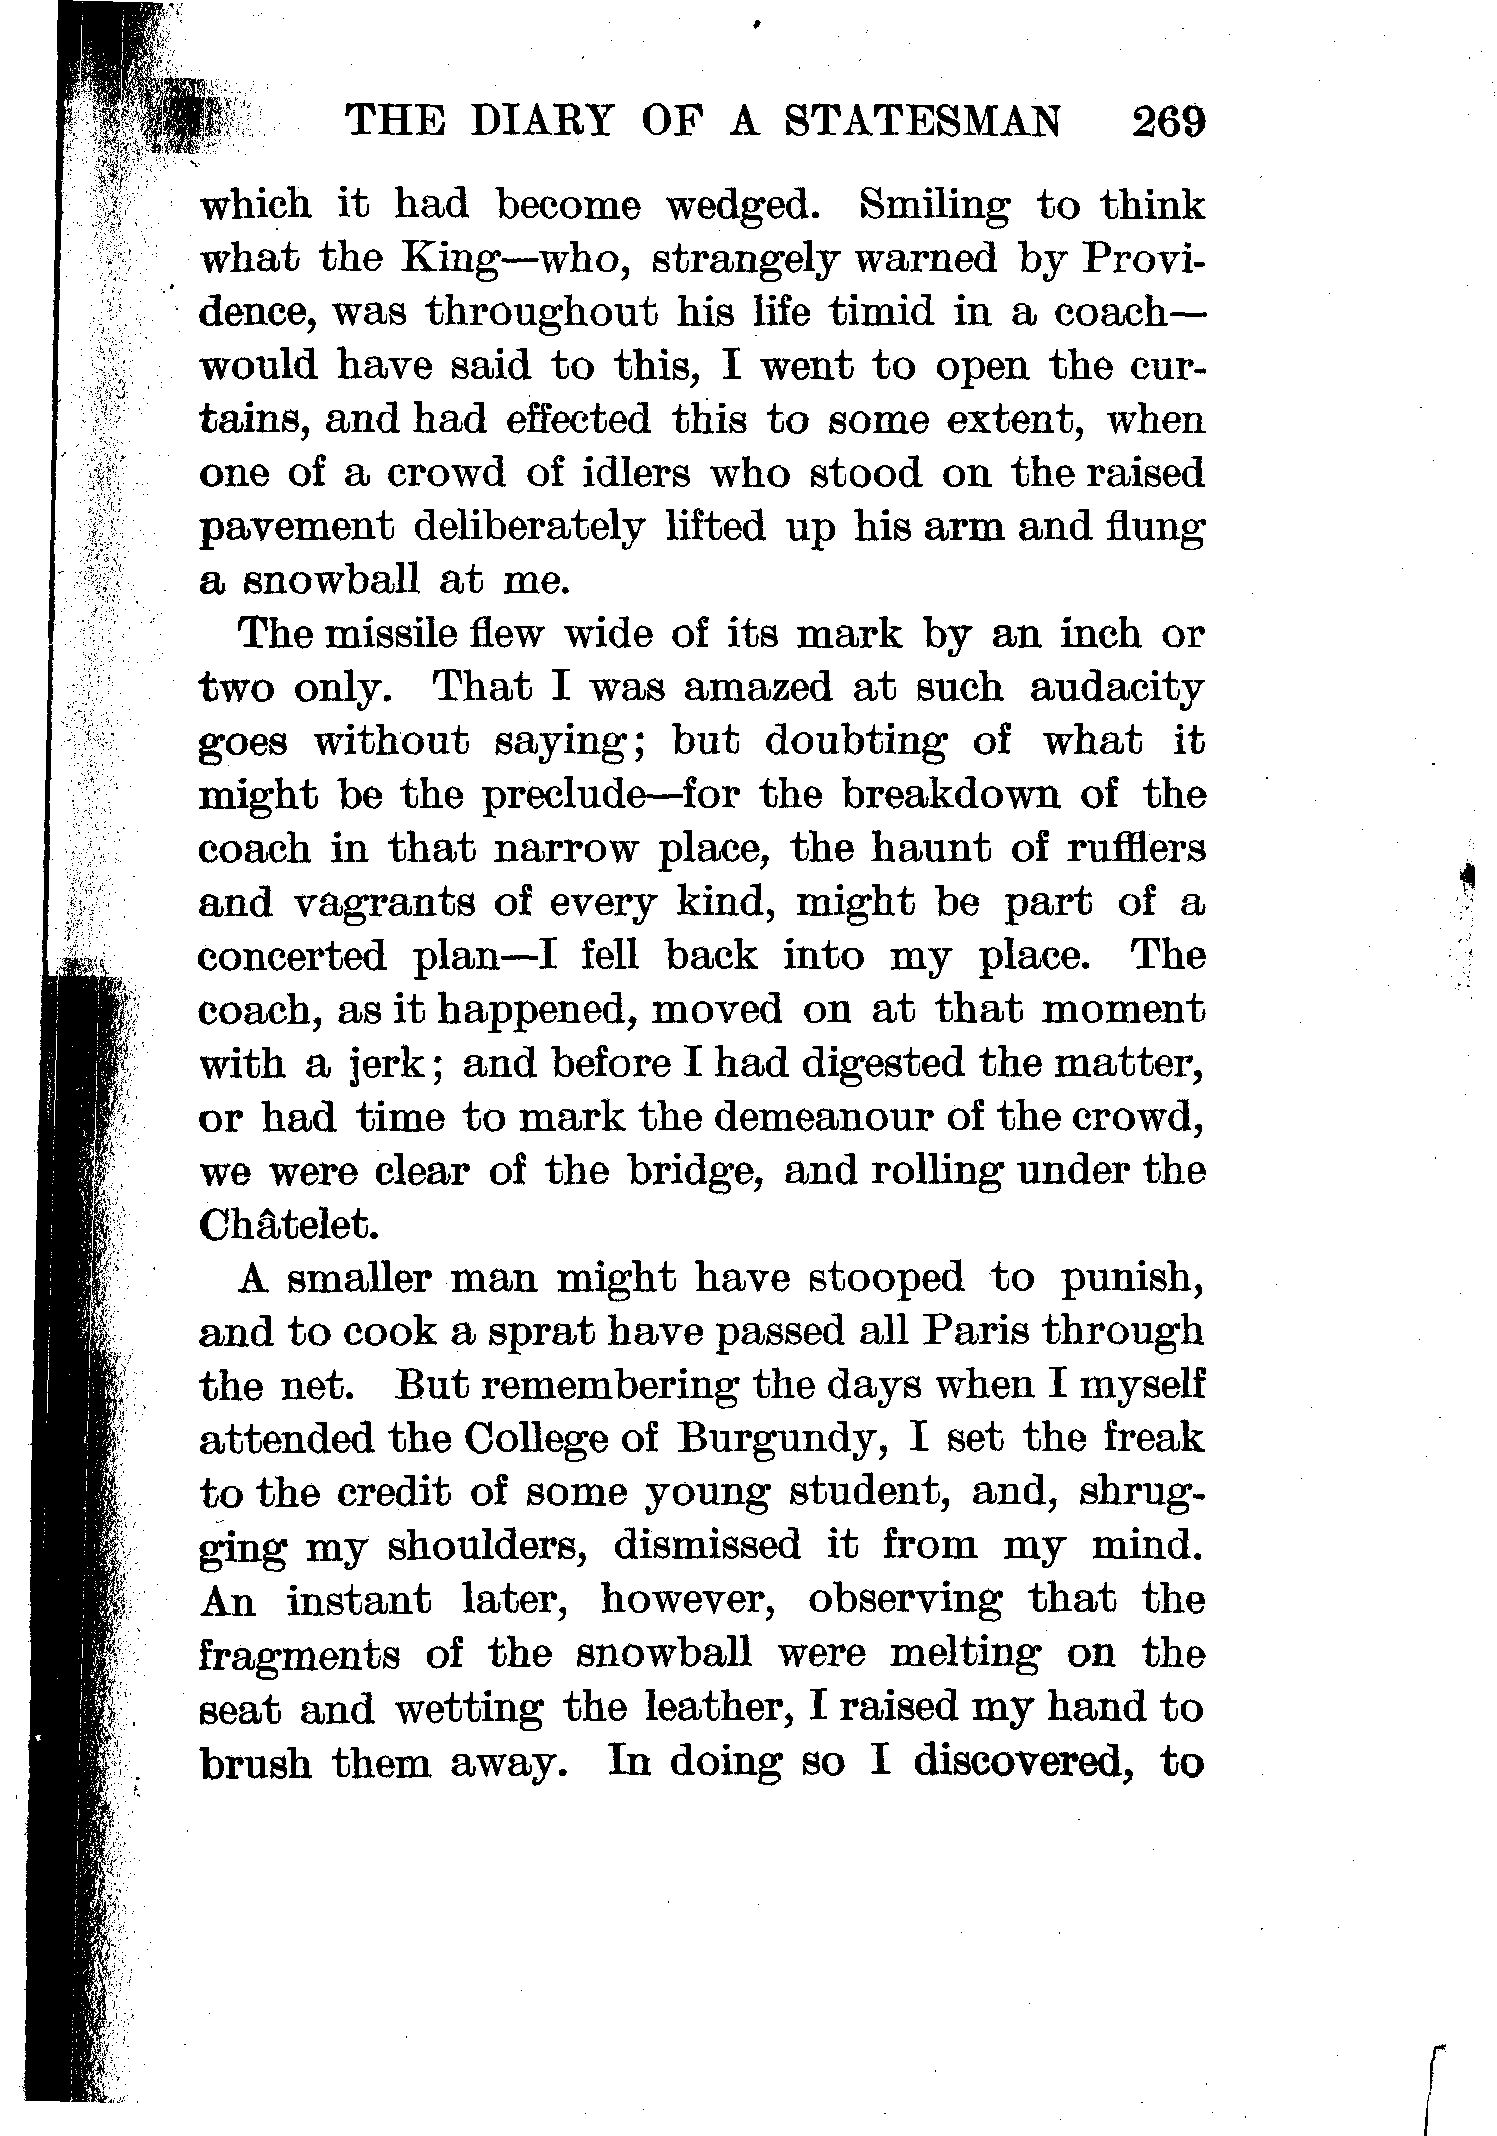 THE DIARY OF A STATESMAN 269
which it had become wedged. Smiling to think
what the King—who, strangely warned by Provi-
dence, was throughout his life timid in a coach—
would have said to this, I went to open the cur-
tains, and had effected this to some extent, when
one of a crowd of idlers who stood on the raised
pavement deliberately lifted up his arm and flung
a snowball at me.
The missile flew wide of its mark by an inch or
two only. That I was amazed at such audacity
goes without saying; but doubting of what it
might be the preclude—for the breakdown of the
coach in that narrow place, the haunt of rufflers
and vagrants of every kind, might be part of a
concerted plan—I fell back into my place. The
coach, as it happened, moved on at that moment
with a jerk; and before I had digested the matter,
or had time to mark the demeanour of the crowd,
we were clear of the bridge, and rolling under the
Châtelet.
A smaller man might have stooped to punish,
and to cook a sprat have passed all Paris through
the net. But remembering the days when I myself
attended the College of Burgundy, I set the freak
to the credit of some young student, and, shrug-
ging my shoulders, dismissed it from my mind.
An instant later, however, observing that the
fragments of the snowball were melting on the
seat and wetting the leather, I raised my hand to
brush them away. In doing so I discovered, to